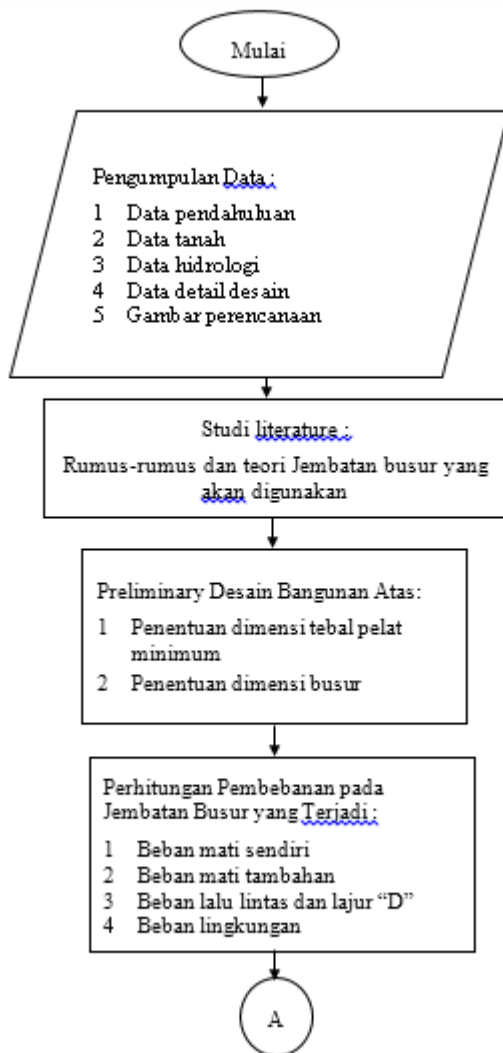 Mulai
Pengumpulan Data :
1 Data pendahuluan
2 Data tanah
3 Data hidrologi
4 Data detail desain
5 Gambar perencanaan
Studi literature :
Rumus-rumus dan teori Jembatan busur yang
akan digunakan
Preliminary Desain Bangunan Atas:
1 Penentuan dimensi tebal pelat
minimum
2 Penentuan dimensi busur
Perhitungan Pembebanan pada
Jembatan Busur yang Terjadi :
1 Beban mati sendiri
2 Beban mati tambahan
3 Beban lalu lintas dan lajur “D”
4 Beban lingkungan
A